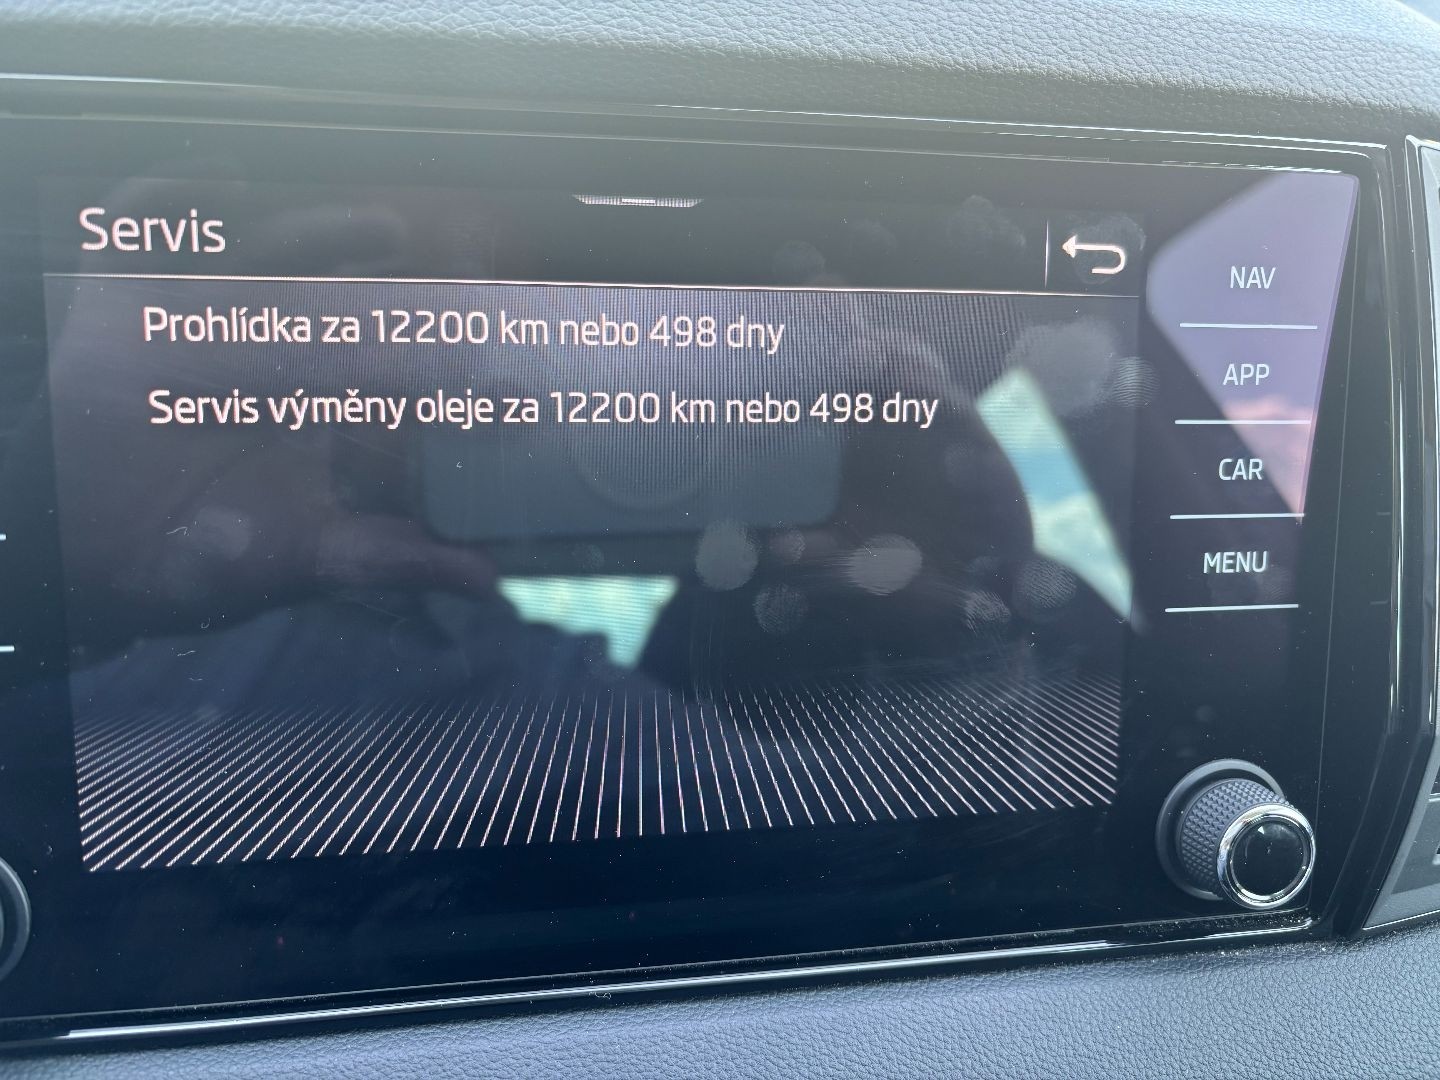 Servis
Prohlídka za 12200 km nebo 498 dny
Servis výměny oleje za 12200 km nebo 498 dny
NAV
APP
CAR
MENU